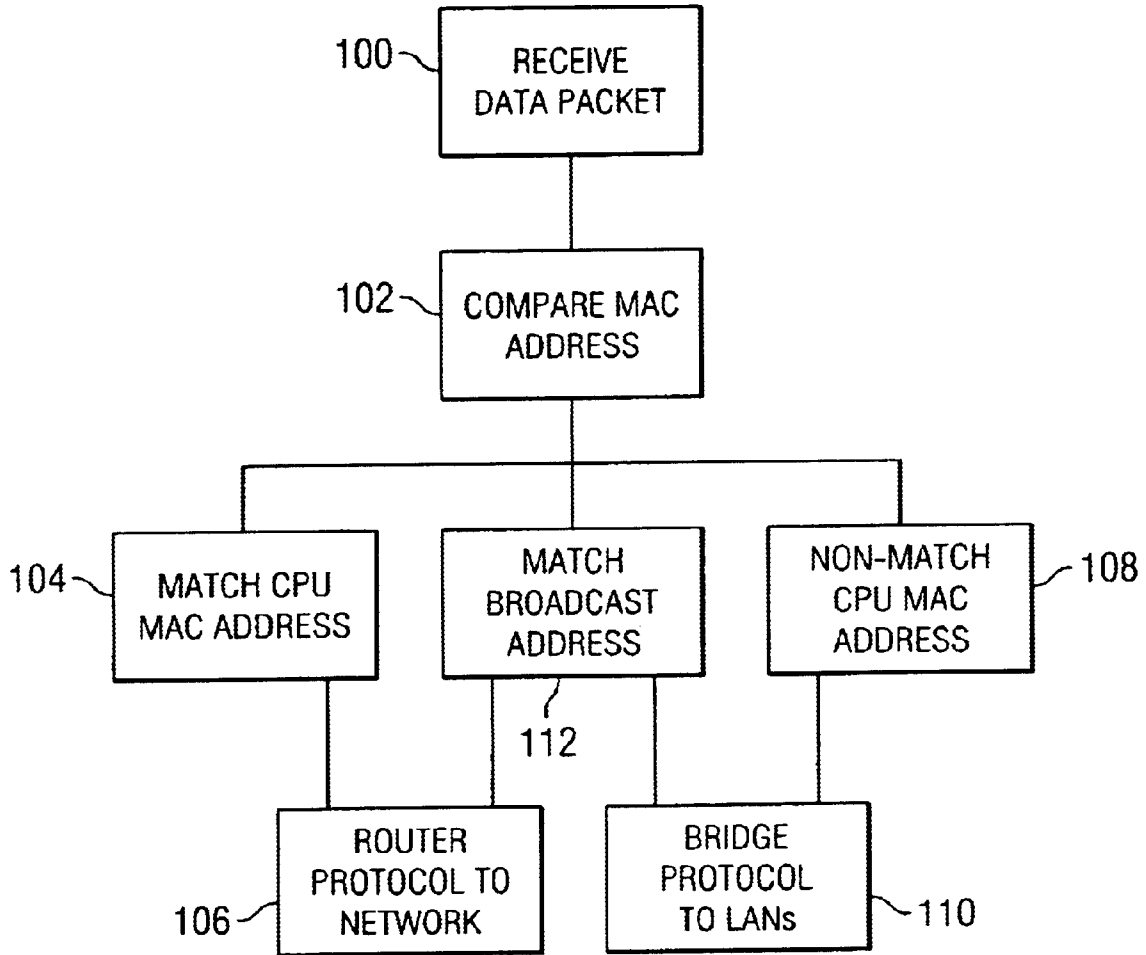 100
RECEIVE
DATA PACKET
102
COMPARE MAC
ADDRESS
104
MATCH CPU
MAC ADDRESS
MATCH
BROADCAST
ADDRESS
112
NON-MATCH
CPU MAC
ADDRESS
108
106
ROUTER
PROTOCOL TO
NETWORK
BRIDGE
PROTOCOL
TO LANs
110